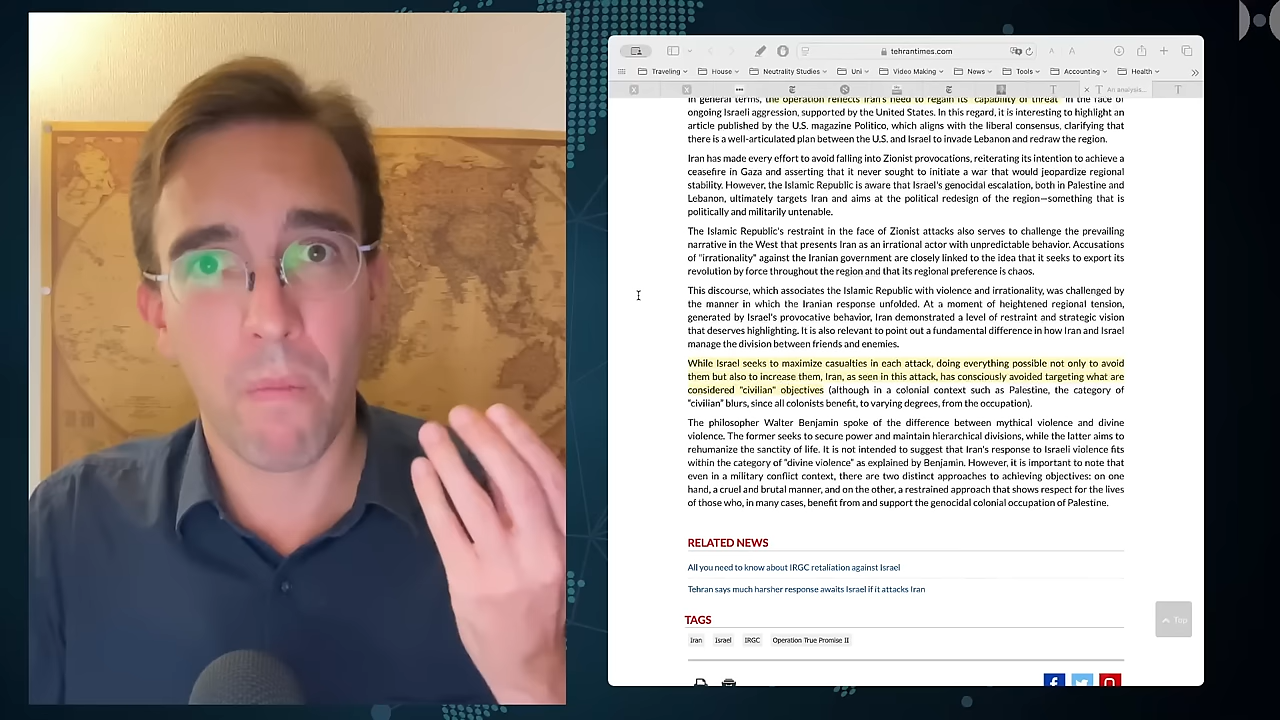 tehrantimes.com
Traveling
House
Neutrality Studies
Uni
Video Making
News
Tools
Accounting
Health
An analysis...
In general terms, the operation reflects Iran's need to regain its "capability of threat" in the face of
ongoing Israeli aggression, supported by the United States. In this regard, it is interesting to highlight an
article published by the U.S. magazine Politico, which aligns with the liberal consensus, clarifying that
there is a well-articulated plan between the U.S. and Israel to invade Lebanon and redraw the region.
Iran has made every effort to avoid falling into Zionist provocations, reiterating its intention to achieve a
ceasefire in Gaza and asserting that it never sought to initiate a war that would jeopardize regional
stability. However, the Islamic Republic is aware that Israel's genocidal escalation, both in Palestine and
Lebanon, ultimately targets Iran and aims at the political redesign of the region—something that is
politically and militarily untenable.
The Islamic Republic's restraint in the face of Zionist attacks also serves to challenge the prevailing
narrative in the West that presents Iran as an irrational actor with unpredictable behavior. Accusations
of "irrationality" against the Iranian government are closely linked to the idea that it seeks to export its
revolution by force throughout the region and that its regional preference is chaos.
This discourse, which associates the Islamic Republic with violence and irrationality, was challenged by
the manner in which the Iranian response unfolded. At a moment of heightened regional tension,
generated by Israel's provocative behavior, Iran demonstrated a level of restraint and strategic vision
that deserves highlighting. It is also relevant to point out a fundamental difference in how Iran and Israel
manage the division between friends and enemies.
While Israel seeks to maximize casualties in each attack, doing everything possible not only to avoid
them but also to increase them, Iran, as seen in this attack, has consciously avoided targeting what are
considered "civilian" objectives (although in a colonial context such as Palestine, the category of
"civilian" blurs, since all colonists benefit, to varying degrees, from the occupation).
The philosopher Walter Benjamin spoke of the difference between mythical violence and divine
violence. The former seeks to secure power and maintain hierarchical divisions, while the latter aims to
rehumanize the sanctity of life. It is not intended to suggest that Iran's response to Israeli violence fits
within the category of "divine violence" as explained by Benjamin. However, it is important to note that
even in a military conflict context, there are two distinct approaches to achieving objectives: on one
hand, a cruel and brutal manner, and on the other, a restrained approach that shows respect for the lives
of those who, in many cases, benefit from and support the genocidal colonial occupation of Palestine.
RELATED NEWS
All you need to know about IRGC retaliation against Israel
Tehran says much harsher response awaits Israel if it attacks Iran
Top
TAGS
Iran
Israel
IRGC
Operation True Promise II